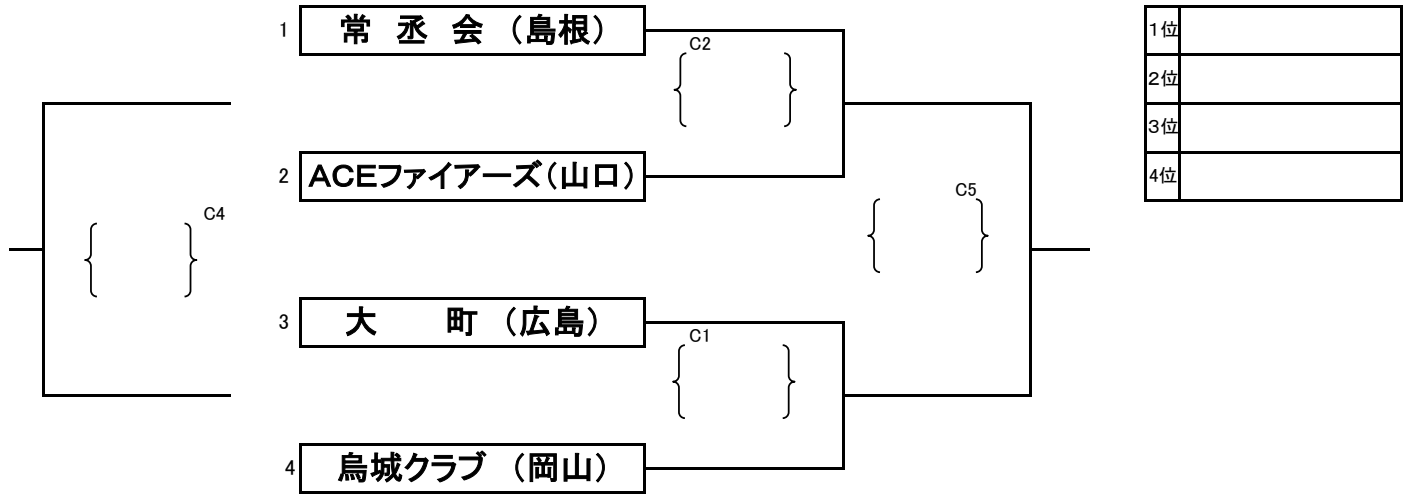 1 常 丞 会 （島根）
C2
2 ACEファイアーズ（山口）
C4
C5
3 大 町 （広島）
C1
4 烏城クラブ （岡山）
1位
2位
3位
4位